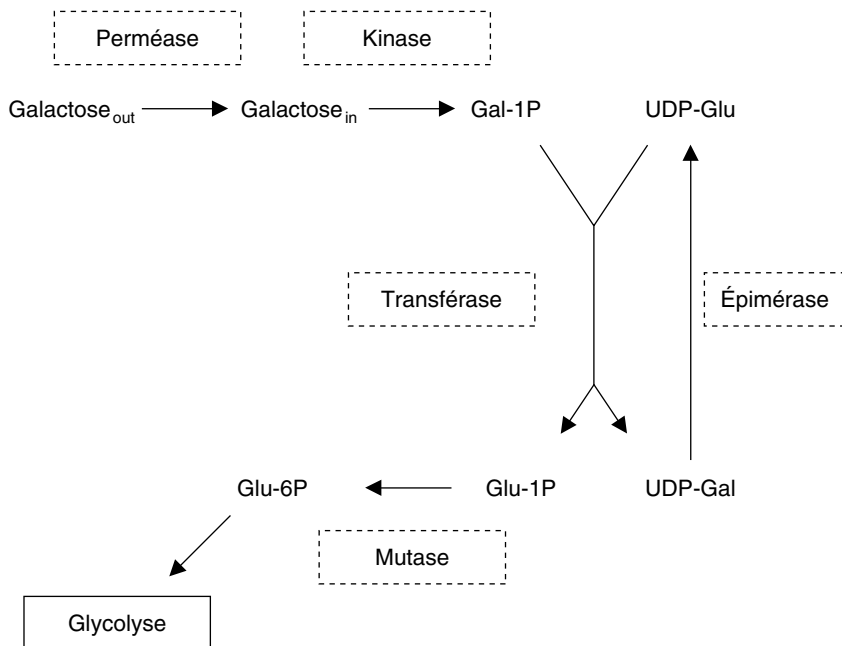 Perméase Kinase
Galactose out Galactose in Gal-1P UDP-Glu
Transférase Épimérase
Glu-6P Glu-1P UDP-Gal
Mutase
Glycolyse